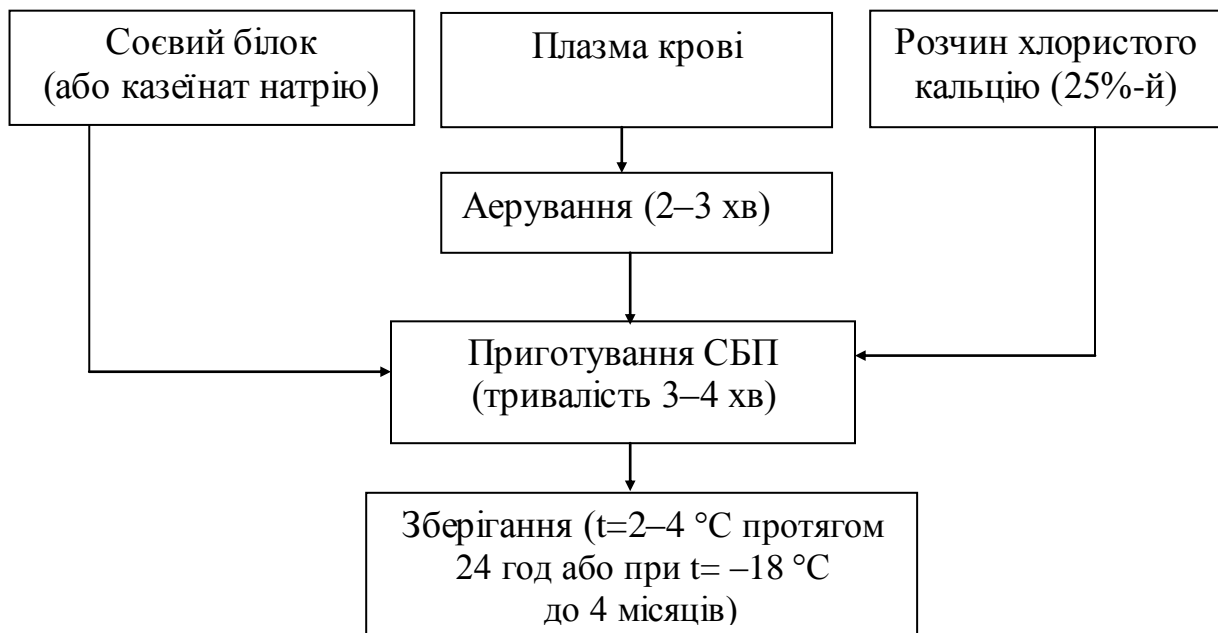 Соєвий білок
(або казеїнат натрію)
Плазма крові
Розчин хлористого
кальцію (25%-й)
Аерування (2–3 хв)
Приготування СБП
(тривалість 3–4 хв)
Зберігання (t=2–4 °С протягом
24 год або при t= –18 °С
до 4 місяців)